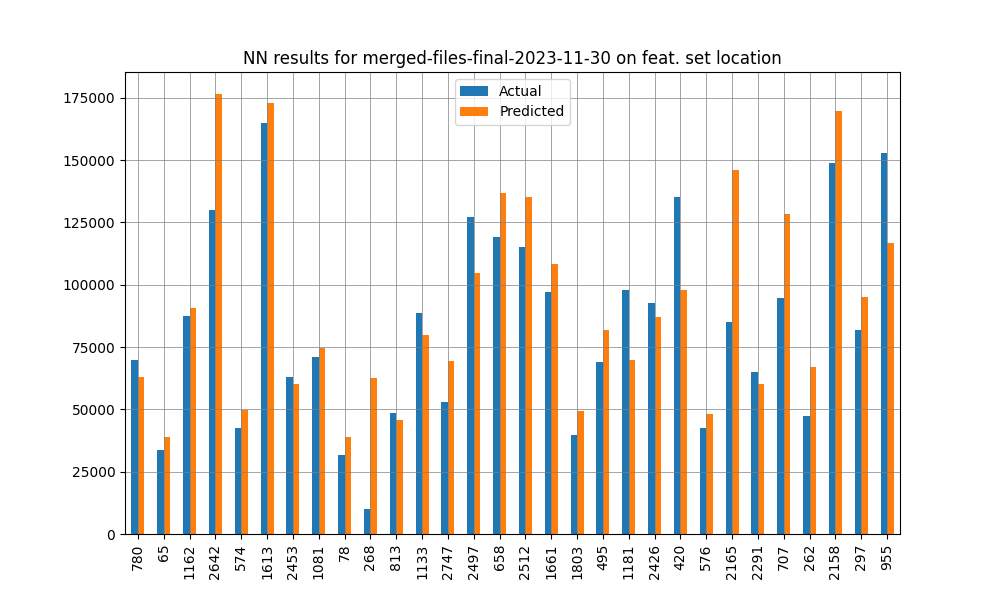 NN results for merged-files-final-2023-11-30 on feat. set location
Actual
Predicted
175000
150000
125000
100000
75000
50000
25000
0
780 65 1162 2642 574 1613 2453 1081 78 268 813 1133 2747 2497 658 2512 1661 1803 495 1181 2426 420 576 2165 2291 707 262 2158 297 955